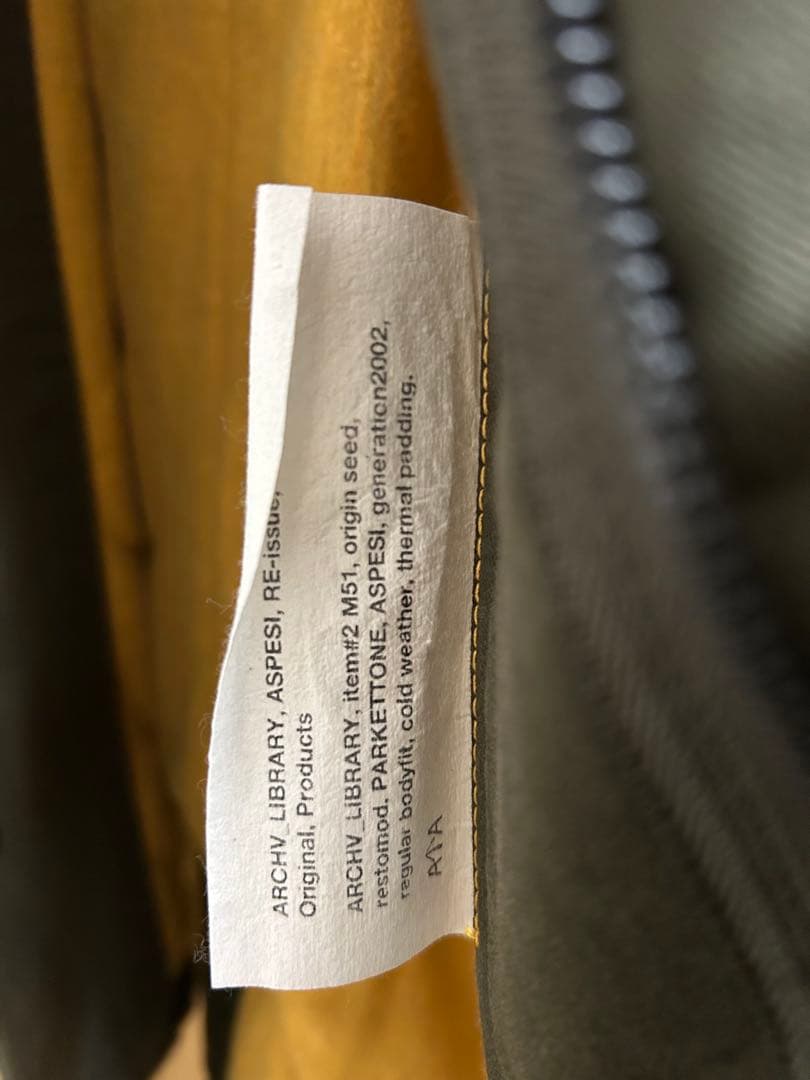 ARCHV_LIBRARY, ASPESI, RE-issue,
Original, Products
ARCHV_LIBRARY, item#2 M51, origin seed,
restomod. PARKETTONE, ASPESI, generation2002,
regular bodyfit, cold weather, thermal padding.